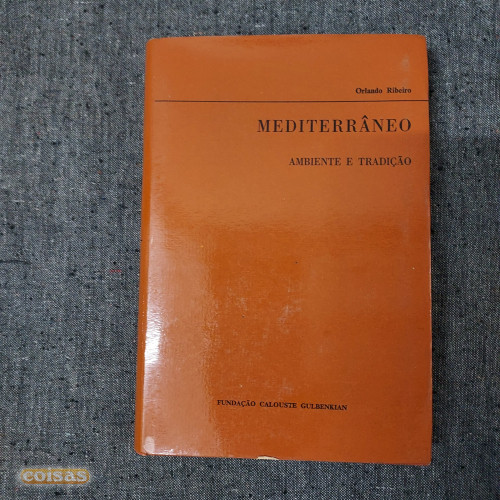 Orlando Ribeiro
MEDITERRÂNEO
AMBIENTE E TRADIÇÃO
FUNDAÇÃO CALOUSTE GULBENKIAN
coisas